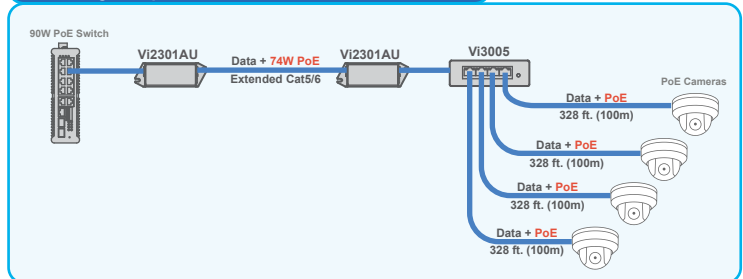 90W PoE Switch
Vi2301AU
Data + 74W PoE
Extended Cat5/6
Vi2301AU
Vi3005
PoE Cameras
Data + PoE
328 ft. (100m)
Data + PoE
328 ft. (100m)
Data + PoE
328 ft. (100m)
Data + PoE
328 ft. (100m)